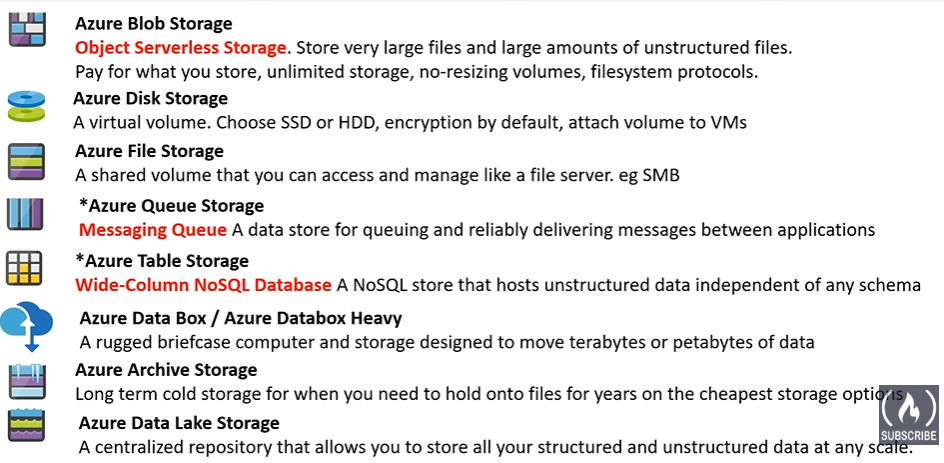 Azure Blob Storage
Object Serverless Storage. Store very large files and large amounts of unstructured files.
Pay for what you store, unlimited storage, no-resizing volumes, filesystem protocols.
Azure Disk Storage
A virtual volume. Choose SSD or HDD, encryption by default, attach volume to VMs
Azure File Storage
A shared volume that you can access and manage like a file server. eg SMB
*Azure Queue Storage
Messaging Queue A data store for queuing and reliably delivering messages between applications
*Azure Table Storage
Wide-Column NoSQL Database A NoSQL store that hosts unstructured data independent of any schema
Azure Data Box / Azure Databox Heavy
A rugged briefcase computer and storage designed to move terabytes or petabytes of data
Azure Archive Storage
Long term cold storage for when you need to hold onto files for years on the cheapest storage options
Azure Data Lake Storage
A centralized repository that allows you to store all your structured and unstructured data at any scale.
SUBSCRIBE